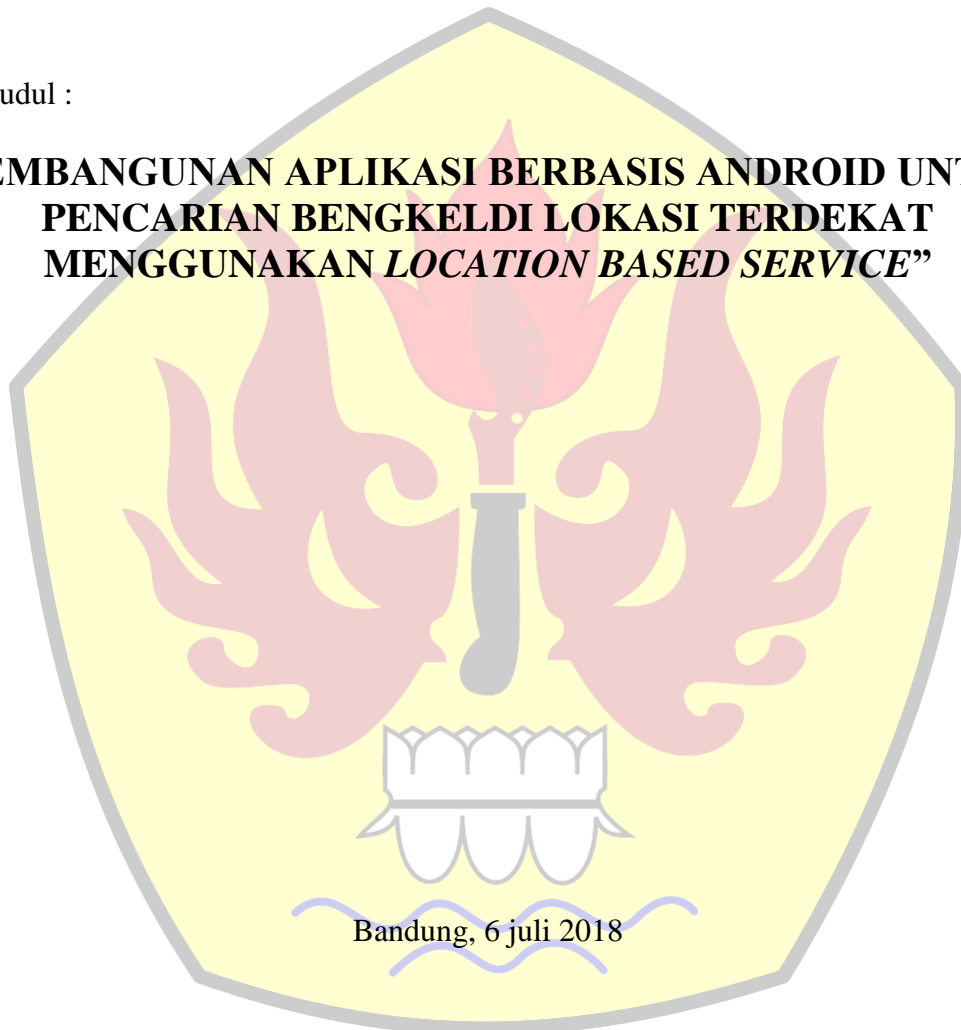 udul :
EMBANGUNAN APLIKASI BERBASIS ANDROID UNT
PENCARIAN BENGKELDI LOKASI TERDEKAT
MENGGUNAKAN LOCATION BASED SERVICE”
Bandung, 6 juli 2018